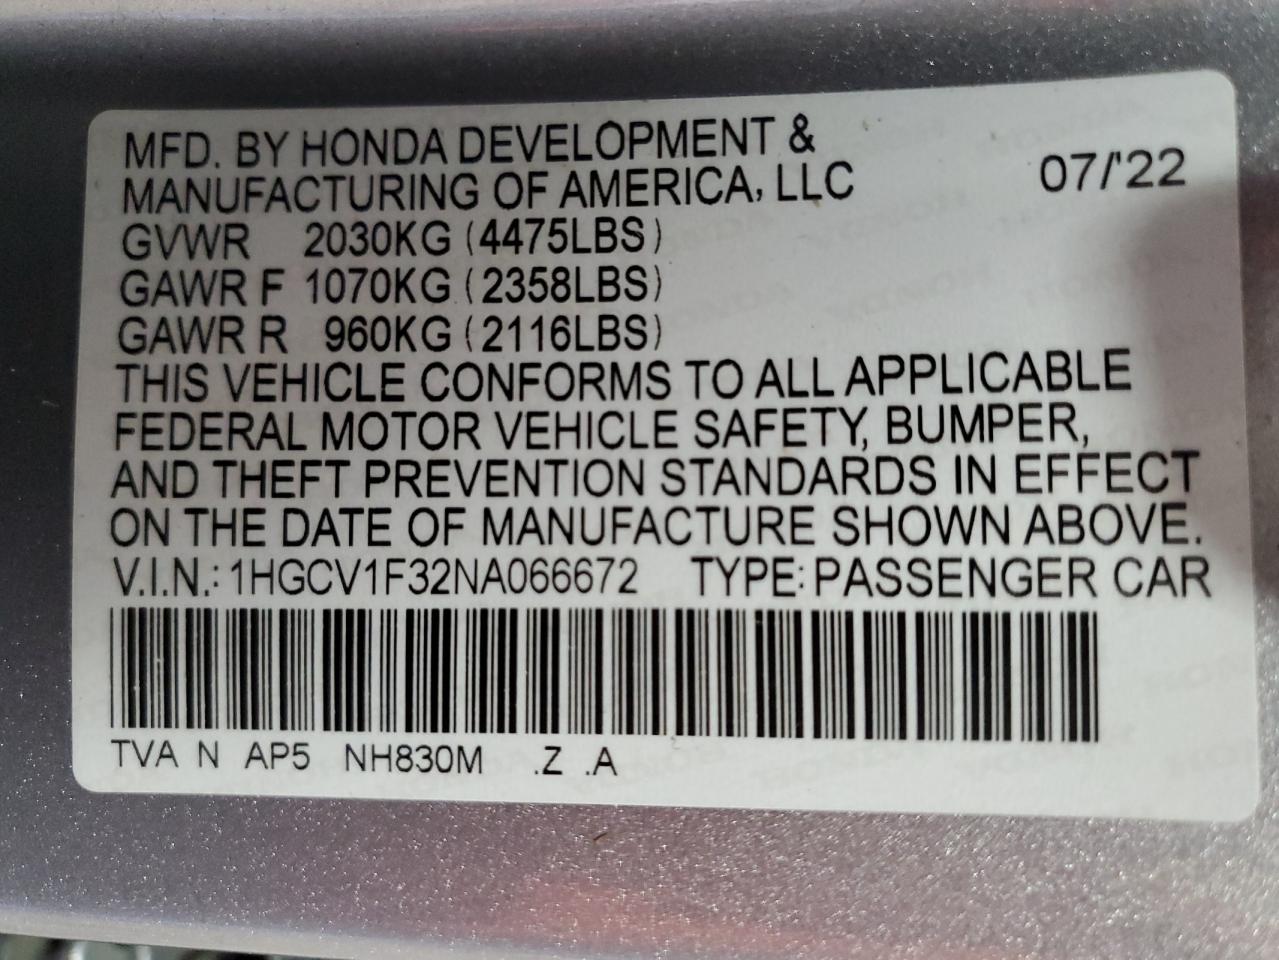 MFD. BY HONDA DEVELOPMENT &
MANUFACTURING OF AMERICA, LLC 07/'22
GVWR 2030KG (4475LBS)
GAWR F 1070KG (2358LBS)
GAWR R 960KG (2116LBS)
THIS VEHICLE CONFORMS TO ALL APPLICABLE
FEDERAL MOTOR VEHICLE SAFETY, BUMPER,
AND THEFT PREVENTION STANDARDS IN EFFECT
ON THE DATE OF MANUFACTURE SHOWN ABOVE.
V.I.N.: 1HGCV1F32NA066672 TYPE: PASSENGER CAR
TVA N AP5 NH830M .Z .A